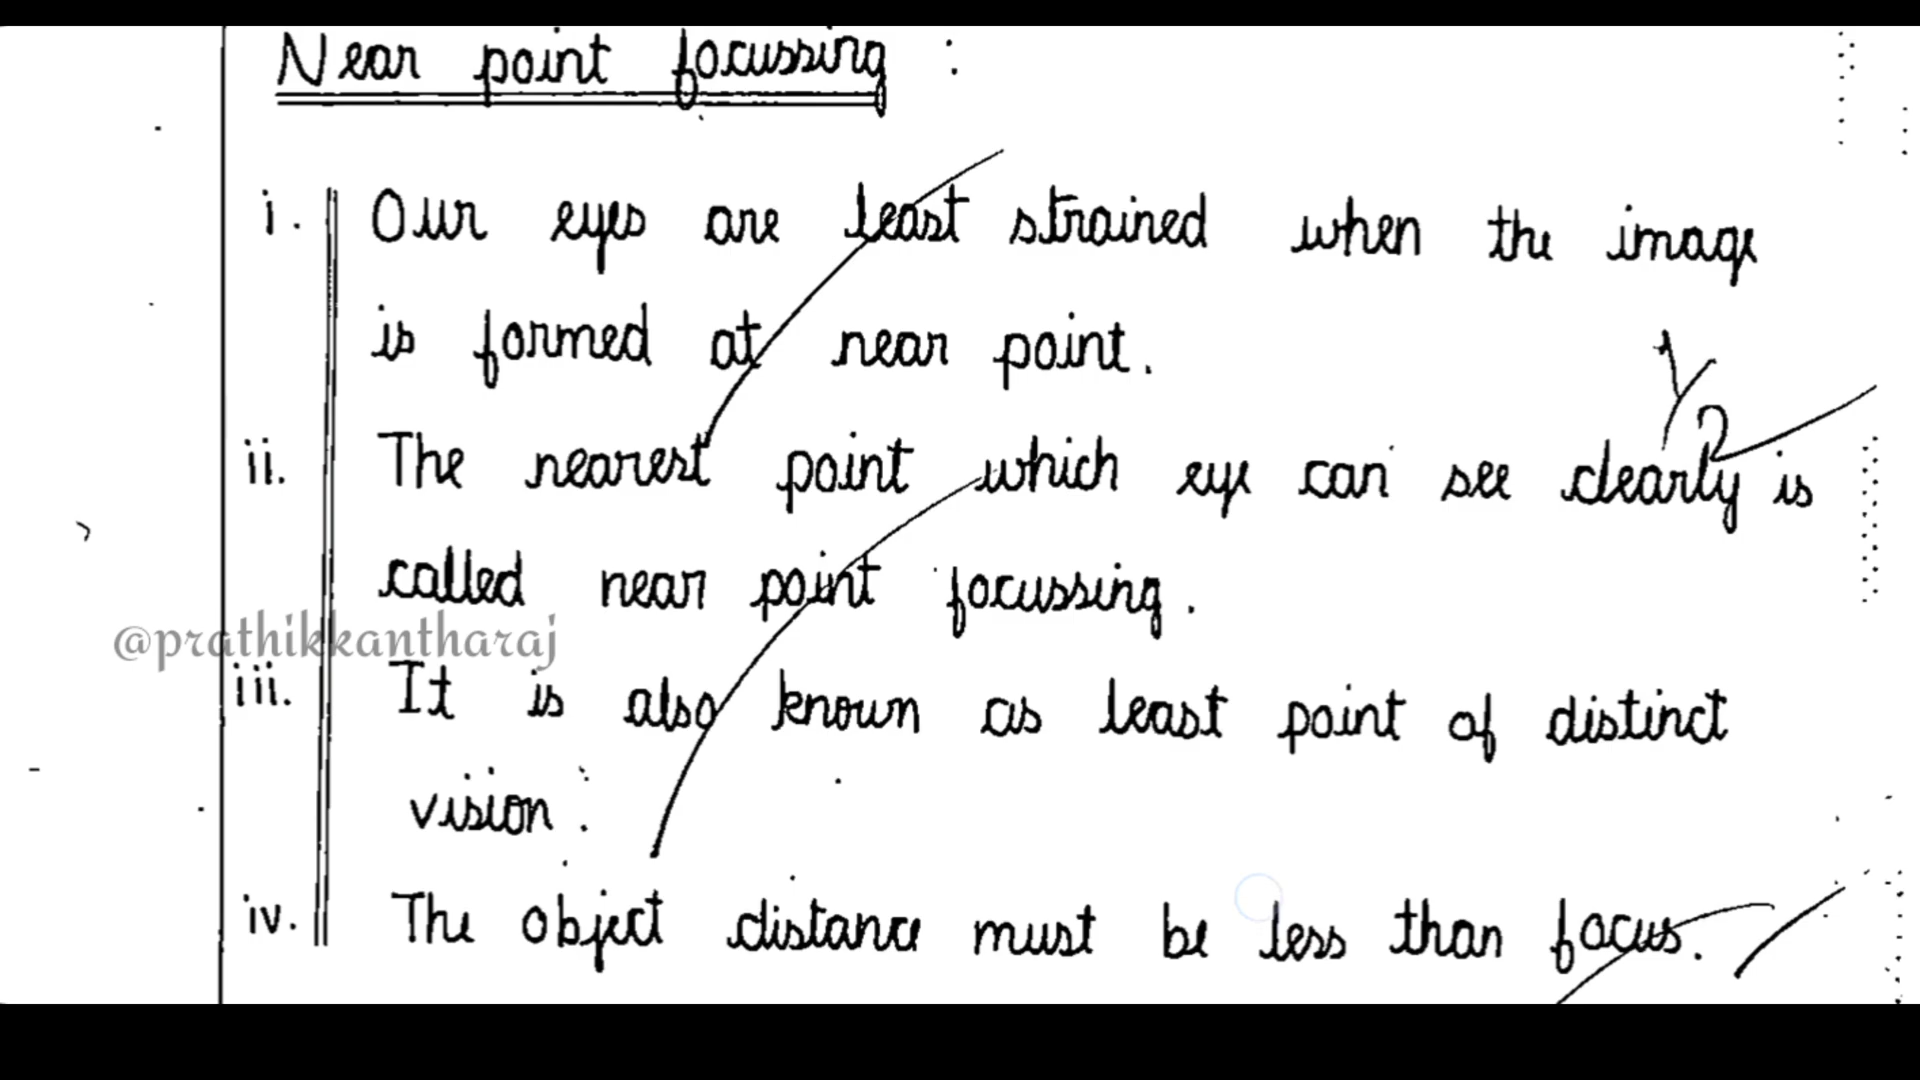 Near point focussing :
i. Our eyes are least strained when the image
is formed at near point.
ii. The nearest point which eye can see clearly is
called near point focussing.
@prathikkantharaj
iii. It is also known as least point of distinct
vision.
iv. The object distance must be less than focus.